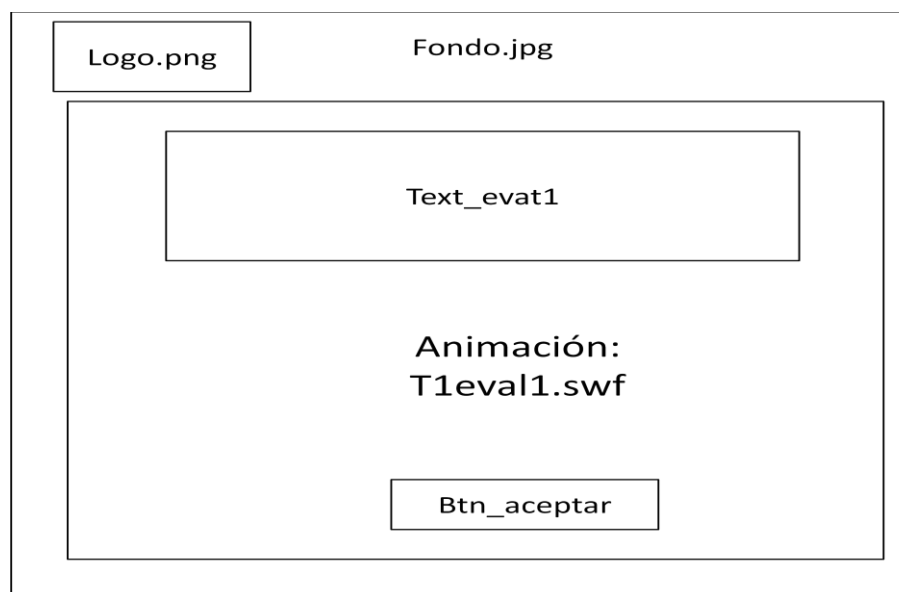 Logo.png
Fondo.jpg
Text_evat1
Animación:
T1eval1.swf
Btn_aceptar